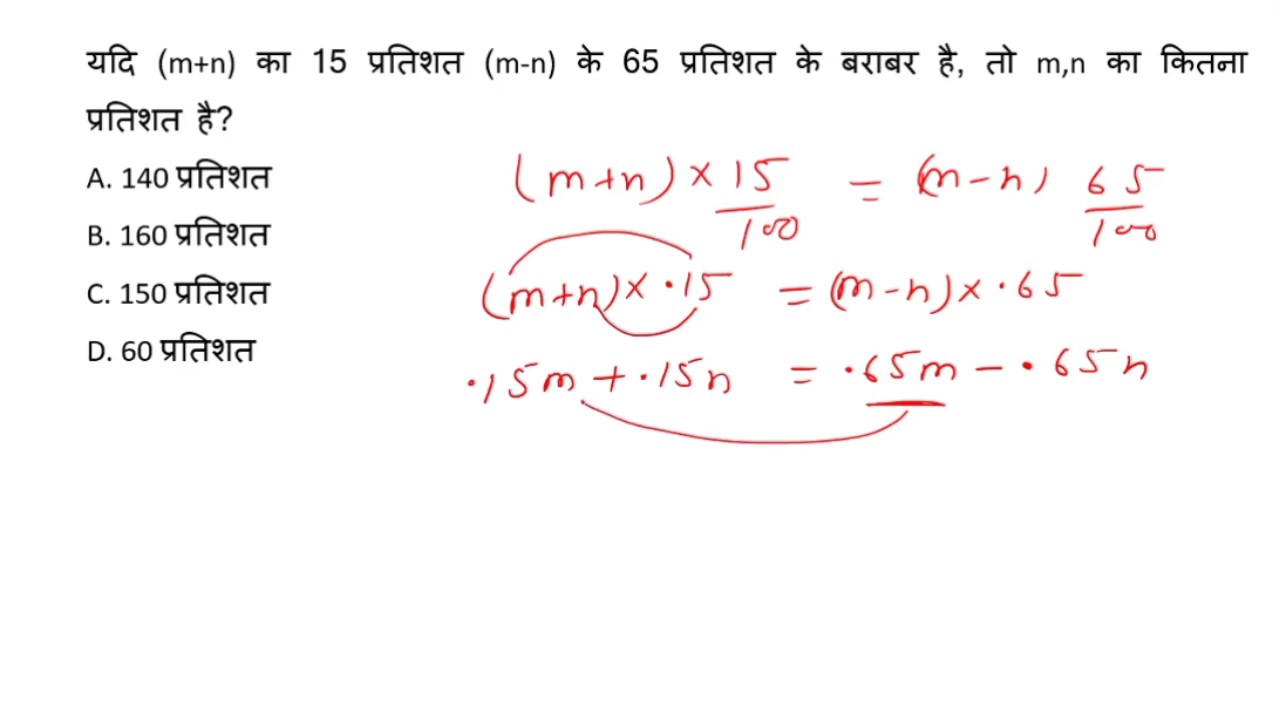 यदि (m+n) का 15 प्रतिशत (m-n) के 65 प्रतिशत के बराबर है, तो m,n का कितना
प्रतिशत है?
A. 140 प्रतिशत
B. 160 प्रतिशत
C. 150 प्रतिशत
D. 60 प्रतिशत
(m+n) × 15/100 = (m-n) 65/100
(m+n) × .15 = (m-n) × .65
.15m + .15n = .65m - .65n